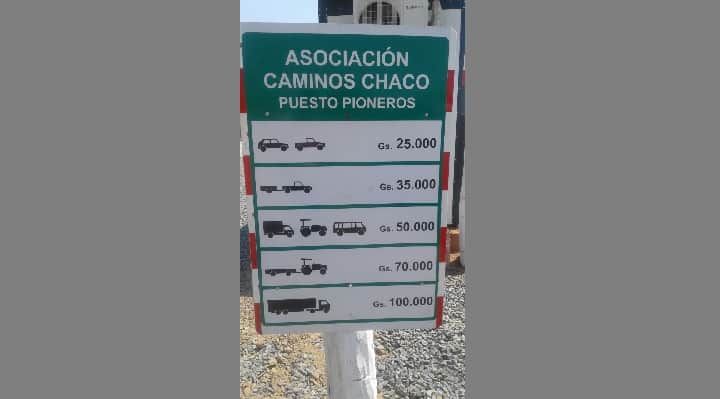 ASOCIACIÓN
CAMINOS CHACO
PUESTO PIONEROS
Gs. 25.000
Gs. 35.000
Gs. 50.000
Gs. 70.000
Gs. 100.000